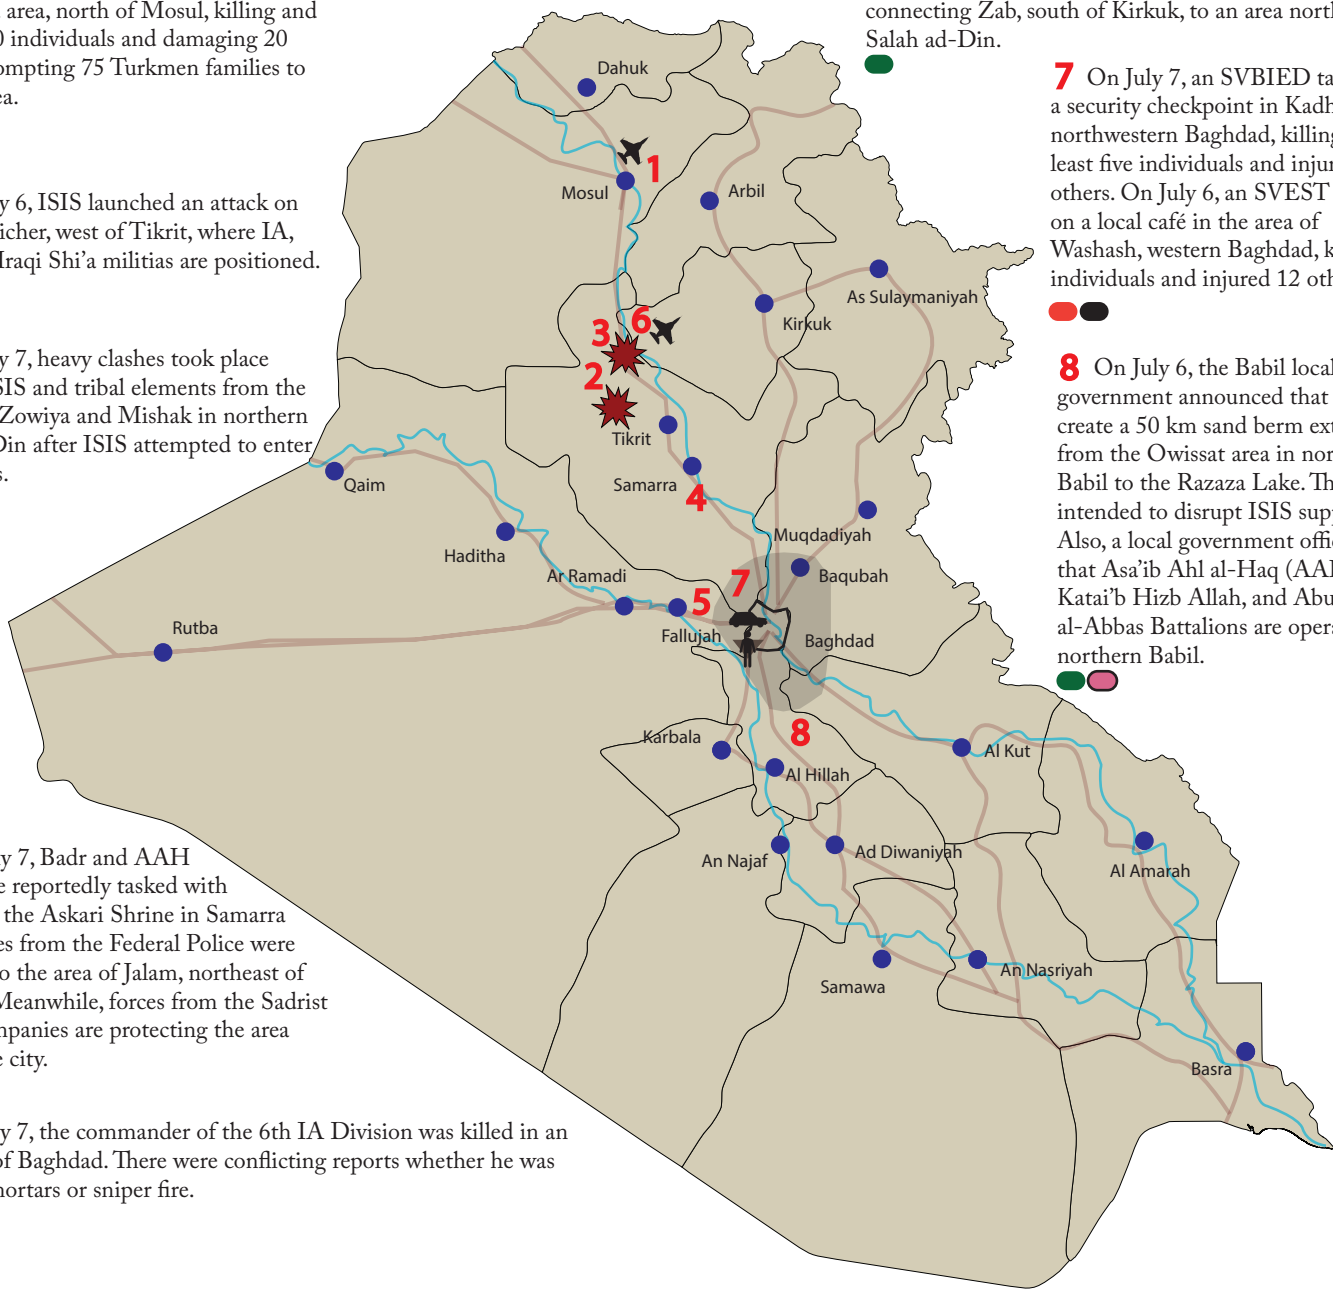 area, north of Mosul, killing and
0 individuals and damaging 20
ompting 75 Turkmen families to
ea.
y 6, ISIS launched an attack on
icher, west of Tikrit, where IA,
Iraqi Shi'a militias are positioned.
y 7, heavy clashes took place
SIS and tribal elements from the
Zowiya and Mishak in northern
Din after ISIS attempted to enter
s.
y 7, Badr and AAH
e reportedly tasked with
the Askari Shrine in Samarra
es from the Federal Police were
o the area of Jalam, northeast of
Meanwhile, forces from the Sadrist
mpanies are protecting the area
e city.
y 7, the commander of the 6th IA Division was killed in an
of Baghdad. There were conflicting reports whether he was
mortars or sniper fire.
connecting Zab, south of Kirkuk, to an area north
Salah ad-Din.
7 On July 7, an SVBIED ta
a security checkpoint in Kadh
northwestern Baghdad, killing
least five individuals and injur
others. On July 6, an SVEST
on a local café in the area of
Washash, western Baghdad, k
individuals and injured 12 oth
8 On July 6, the Babil local
government announced that
create a 50 km sand berm ext
from the Owissat area in nor
Babil to the Razaza Lake. Th
intended to disrupt ISIS supp
Also, a local government offic
that Asa'ib Ahl al-Haq (AAH
Katai'b Hizb Allah, and Abu
al-Abbas Battalions are opera
northern Babil.
Dahuk
1
Mosul
Arbil
As Sulaymaniyah
Kirkuk
6
3
2
Tikrit
Samarra
4
Qaim
Haditha
Muqdadiyah
Ar Ramadi
7
Baqubah
5
Fallujah
Baghdad
Rutba
Karbala
8
Al Kut
Al Hillah
An Najaf
Ad Diwaniyah
Al Amarah
Samawa
An Nasriyah
Basra